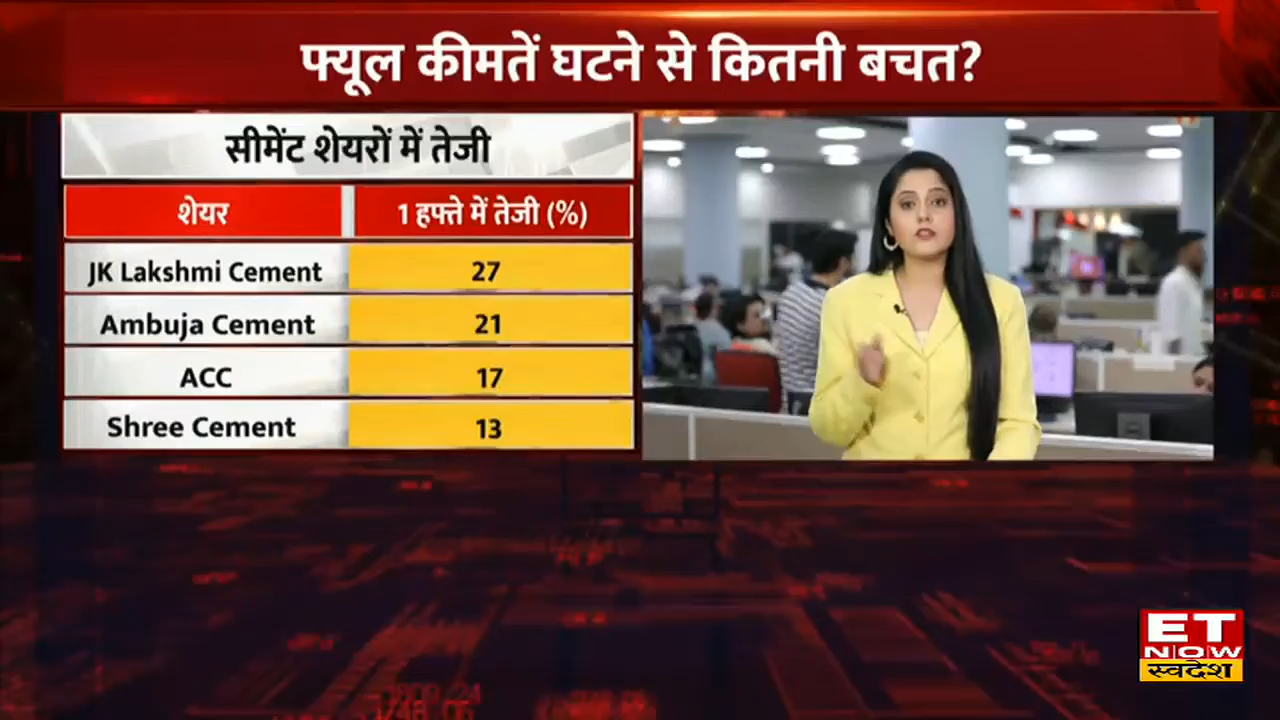 फ्यूल कीमतें घटने से कितनी बचत?
सीमेंट शेयरों में तेजी
शेयर 1 हफ्ते में तेजी (%)
JK Lakshmi Cement 27
Ambuja Cement 21
ACC 17
Shree Cement 13
ET
NOW
स्वदेश